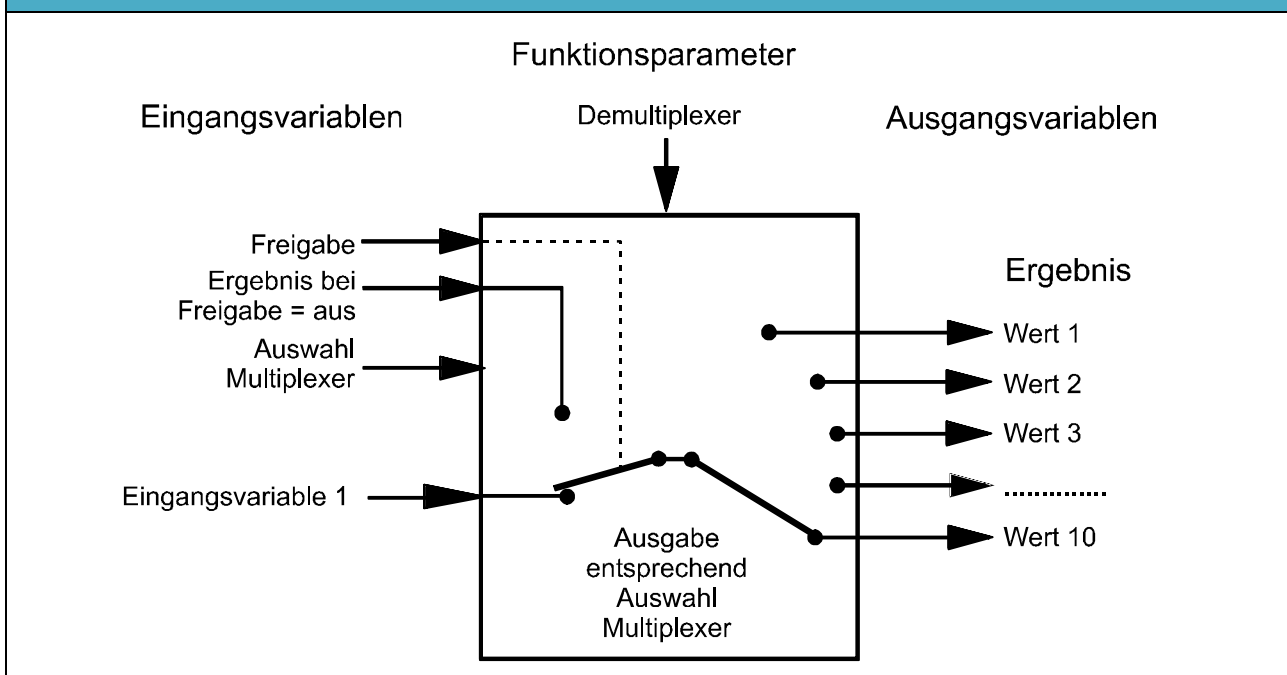 Funktionsparameter
Eingangsvariablen
Demultiplexer
Ausgangsvariablen
Freigabe
Ergebnis bei
Freigabe = aus
Auswahl
Multiplexer
Eingangsvariable 1
Ausgabe
entsprechend
Auswahl
Multiplexer
Ergebnis
Wert 1
Wert 2
Wert 3
............
Wert 10